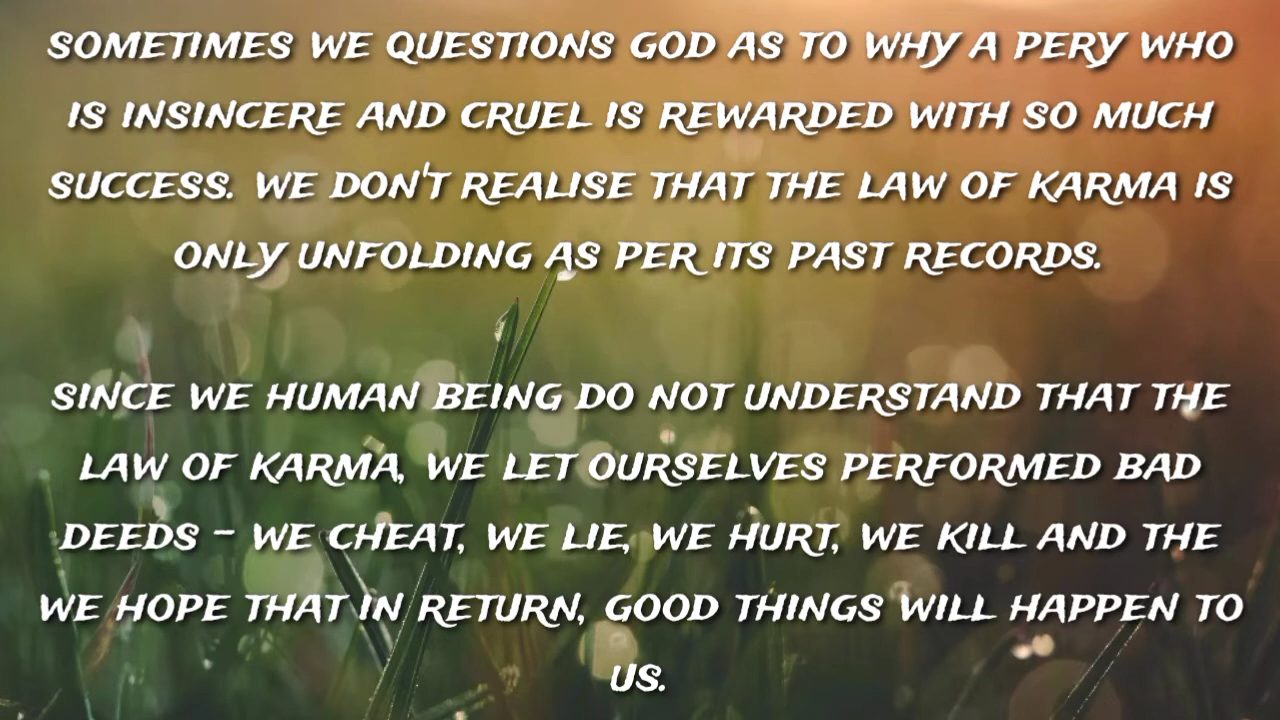 SOMETIMES WE QUESTIONS GOD AS TO WHY A PERY WHO
IS INSINCERE AND CRUEL IS REWARDED WITH SO MUCH
SUCCESS. WE DON'T REALISE THAT THE LAW OF KARMA IS
ONLY UNFOLDING AS PER ITS PAST RECORDS.
SINCE WE HUMAN BEING DO NOT UNDERSTAND THAT THE
LAW OF KARMA, WE LET OURSELVES PERFORMED BAD
DEEDS - WE CHEAT, WE LIE, WE HURT, WE KILL AND THE
WE HOPE THAT IN RETURN, GOOD THINGS WILL HAPPEN TO
US.